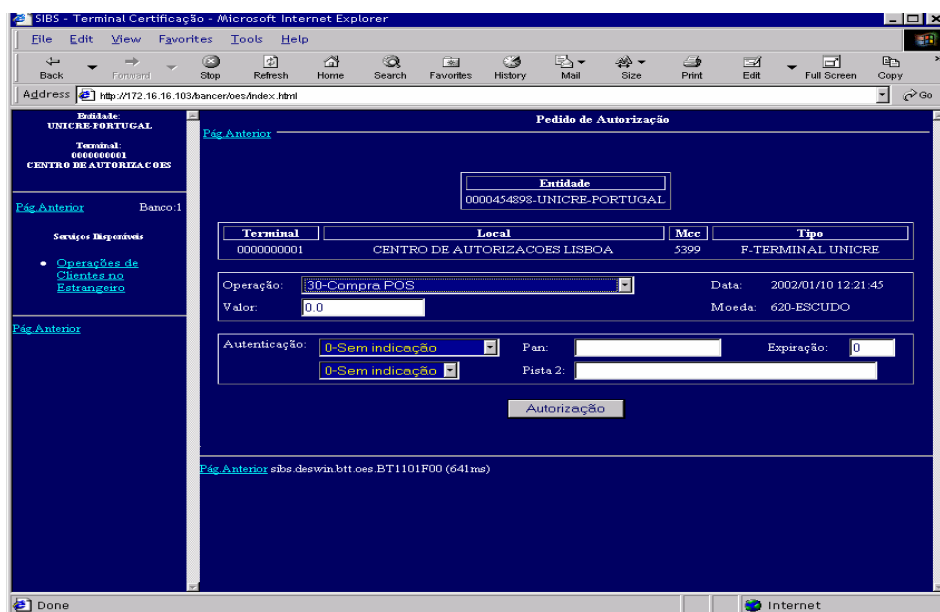 SIBS - Terminal Certificação - Microsoft Internet Explorer
File Edit View Favorites Tools Help
Back Forward Stop Refresh Home Search Favorites History Mail Size Print Edit Full Screen Copy
Address http://172.16.16.103/bancer/oes/index.html Go
Entidade:
UNICRE-PORTUGAL
Terminal:
0000000001
CENTRO DE AUTORIZACOES
Pág.Anterior Banco:1
Serviços Disponíveis
Operações de
Clientes no
Estrangeiro
Pág.Anterior
Pedido de Autorização
Pág.Anterior
Entidade
0000454898-UNICRE-PORTUGAL
Terminal Local Mcc Tipo
0000000001 CENTRO DE AUTORIZACOES LISBOA 5399 F-TERMINAL UNICRE
Operação: 30-Compra POS Data: 2002/01/10 12:21:45
Valor: 0.0 Moeda: 620-ESCUDO
Autenticação: 0-Sem indicação Pan: Expiração: 0
0-Sem indicação Pista 2:
Autorização
Pág.Anterior sibs.deswin.btt.oes.BT1101F00 (641ms)
Done Internet